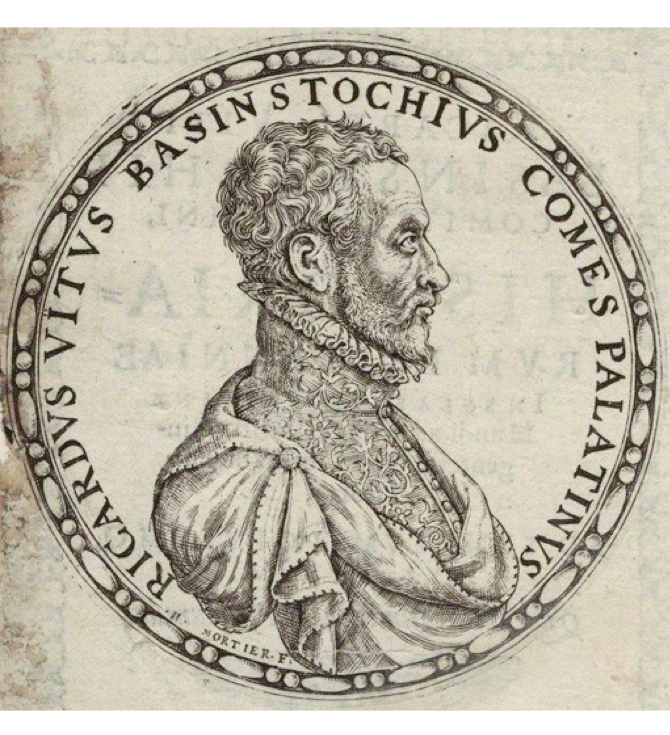 RICARDVS VITVS BASINSTOCHIVS COMES PALATINVS
H. MORTIER. F.